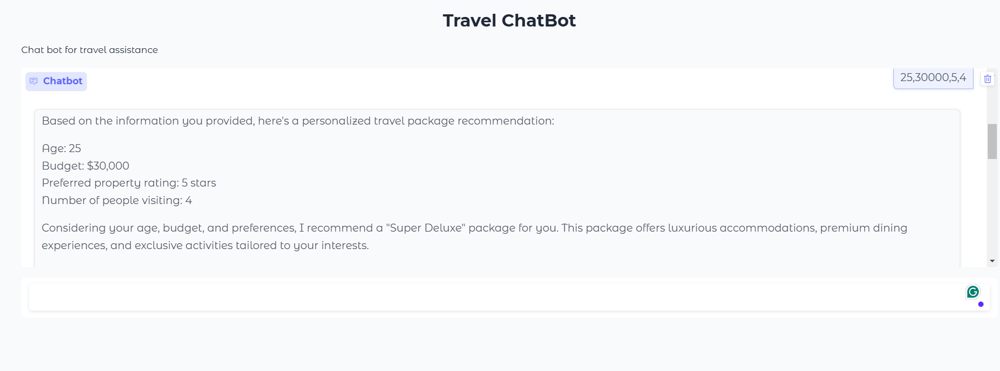 Travel ChatBot
Chat bot for travel assistance
Chatbot
25,30000,5,4
Based on the information you provided, here's a personalized travel package recommendation:
Age: 25
Budget: $30,000
Preferred property rating: 5 stars
Number of people visiting: 4
Considering your age, budget, and preferences, I recommend a "Super Deluxe" package for you. This package offers luxurious accommodations, premium dining
experiences, and exclusive activities tailored to your interests.